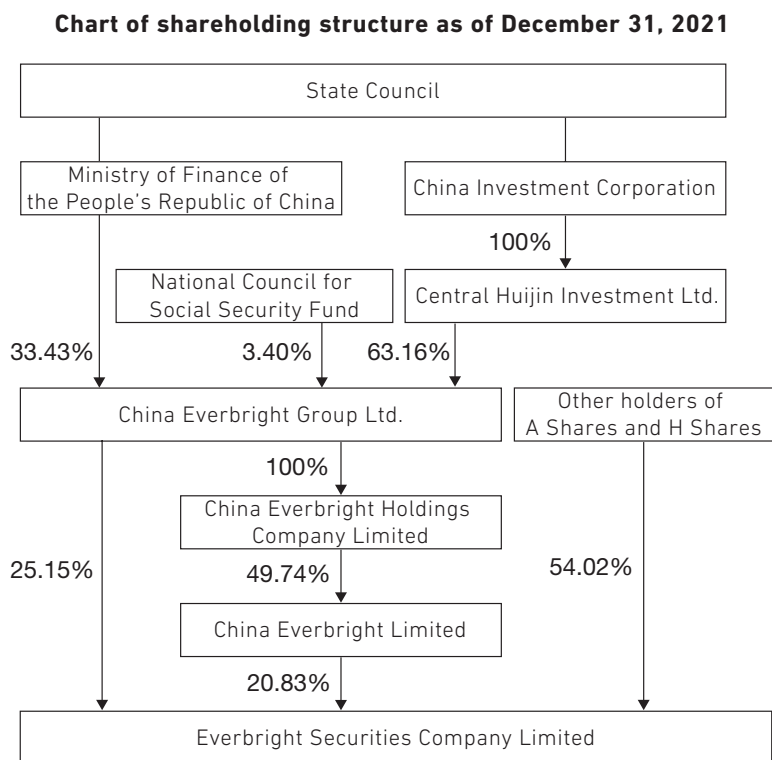 Chart of shareholding structure as of December 31, 2021
State Council
Ministry of Finance of
the People's Republic of China
China Investment Corporation
100%
National Council for
Social Security Fund
Central Huijin Investment Ltd.
33.43%
3.40%
63.16%
China Everbright Group Ltd.
Other holders of
A Shares and H Shares
100%
China Everbright Holdings
Company Limited
25.15%
49.74%
54.02%
China Everbright Limited
20.83%
Everbright Securities Company Limited